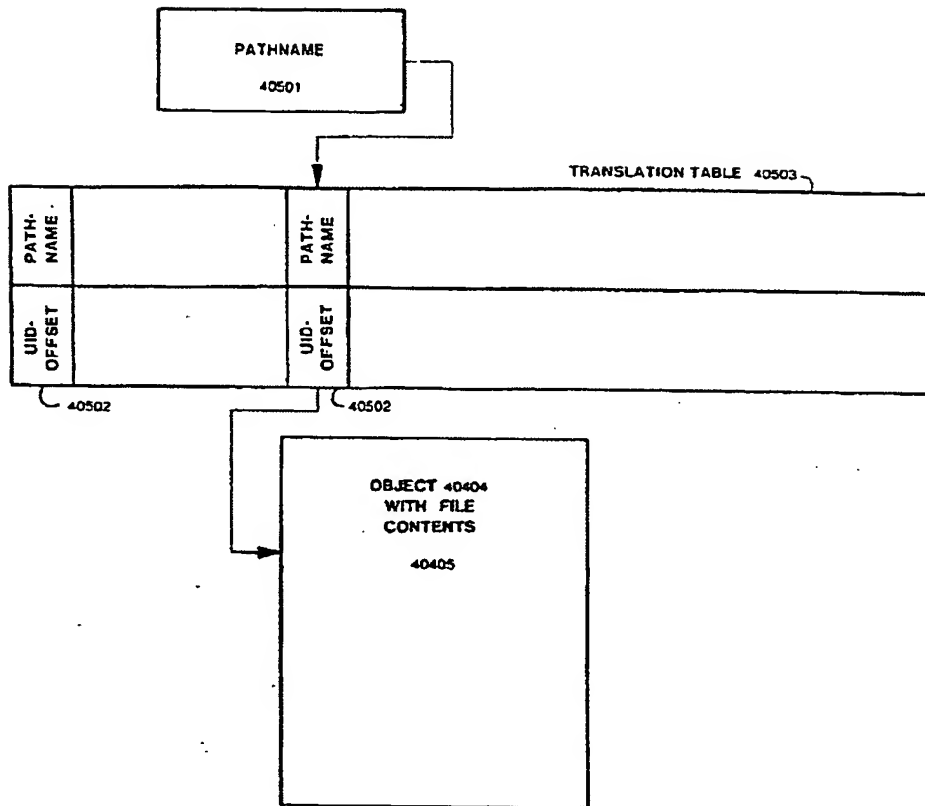 PATHNAME
40501
TRANSLATION TABLE 40503
PATH-
NAME
PATH-
NAME
UID-
OFFSET
UID-
OFFSET
40502
40502
OBJECT 40404
WITH FILE
CONTENTS
40405